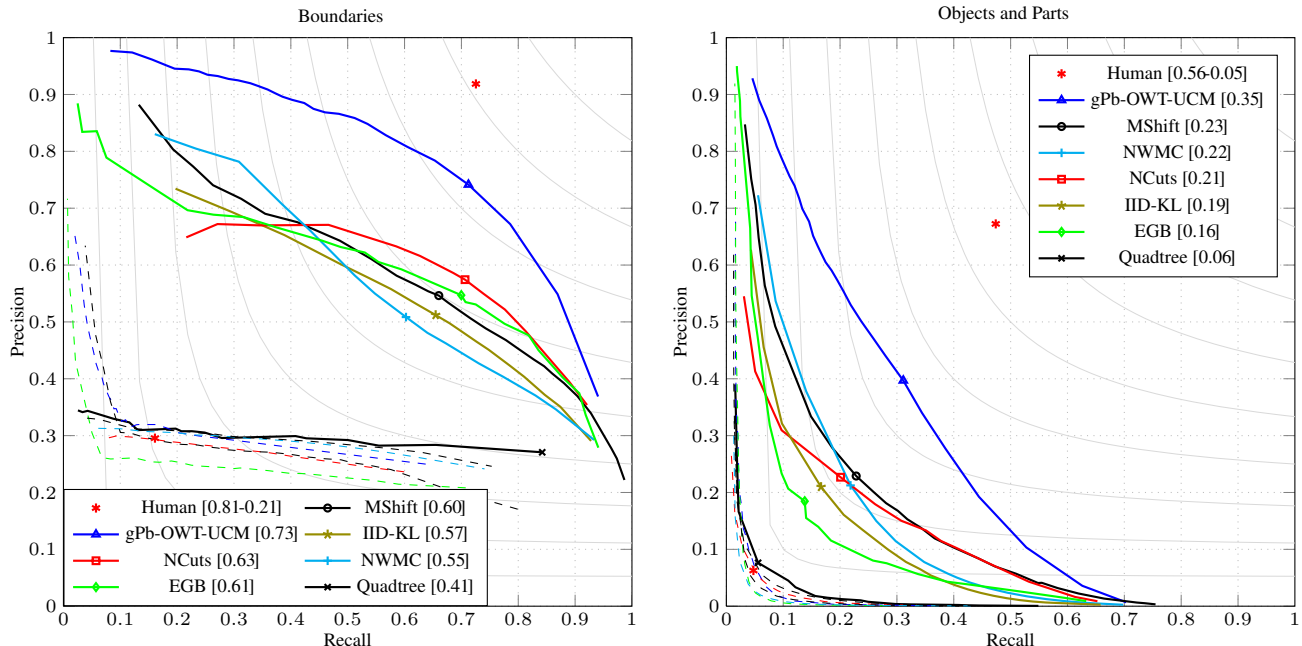 Boundaries
1
0.9
0.8
0.7
0.6
0.5
0.4
0.3
0.2
0.1
0
Precision
0 0.1 0.2 0.3 0.4 0.5 0.6 0.7 0.8 0.9 1
Recall
Human [0.81-0.21] MShift [0.60]
gPb-OWT-UCM [0.73] IID-KL [0.57]
NCuts [0.63] NWMC [0.55]
EGB [0.61] Quadtree [0.41]
Objects and Parts
1
0.9
0.8
0.7
0.6
0.5
0.4
0.3
0.2
0.1
0
Precision
0 0.1 0.2 0.3 0.4 0.5 0.6 0.7 0.8 0.9 1
Recall
Human [0.56-0.05]
gPb-OWT-UCM [0.35]
MShift [0.23]
NWMC [0.22]
NCuts [0.21]
IID-KL [0.19]
EGB [0.16]
Quadtree [0.06]